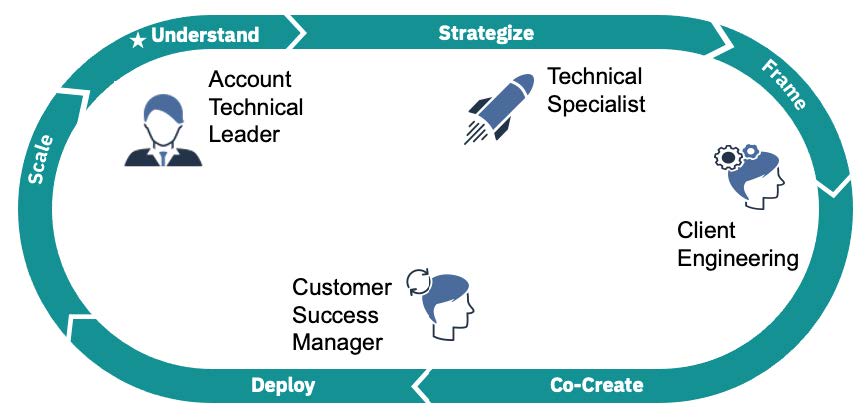 Understand
Strategize
Frame
Account
Technical
Leader
Technical
Specialist
Scale
Client
Engineering
Customer
Success
Manager
Deploy
Co-Create